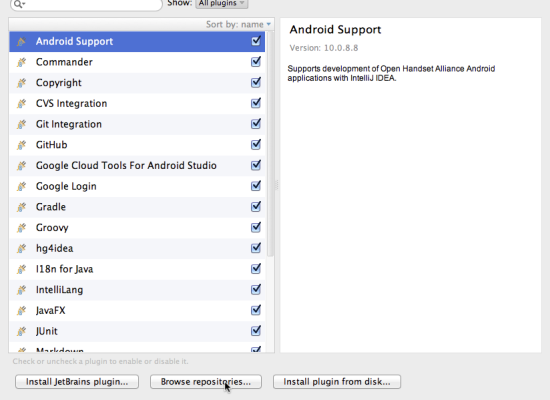 Show: All plugins
Sort by: name
Android Support
Commander
Copyright
CVS Integration
Git Integration
GitHub
Google Cloud Tools For Android Studio
Google Login
Gradle
Groovy
hg4idea
I18n for Java
IntelliLang
JavaFX
JUnit
Markdown
Android Support
Version: 10.0.8.8
Supports development of Open Handset Alliance Android
applications with IntelliJ IDEA.
Check or uncheck a plugin to enable or disable it.
Install JetBrains plugin...
Browse repositories...
Install plugin from disk...